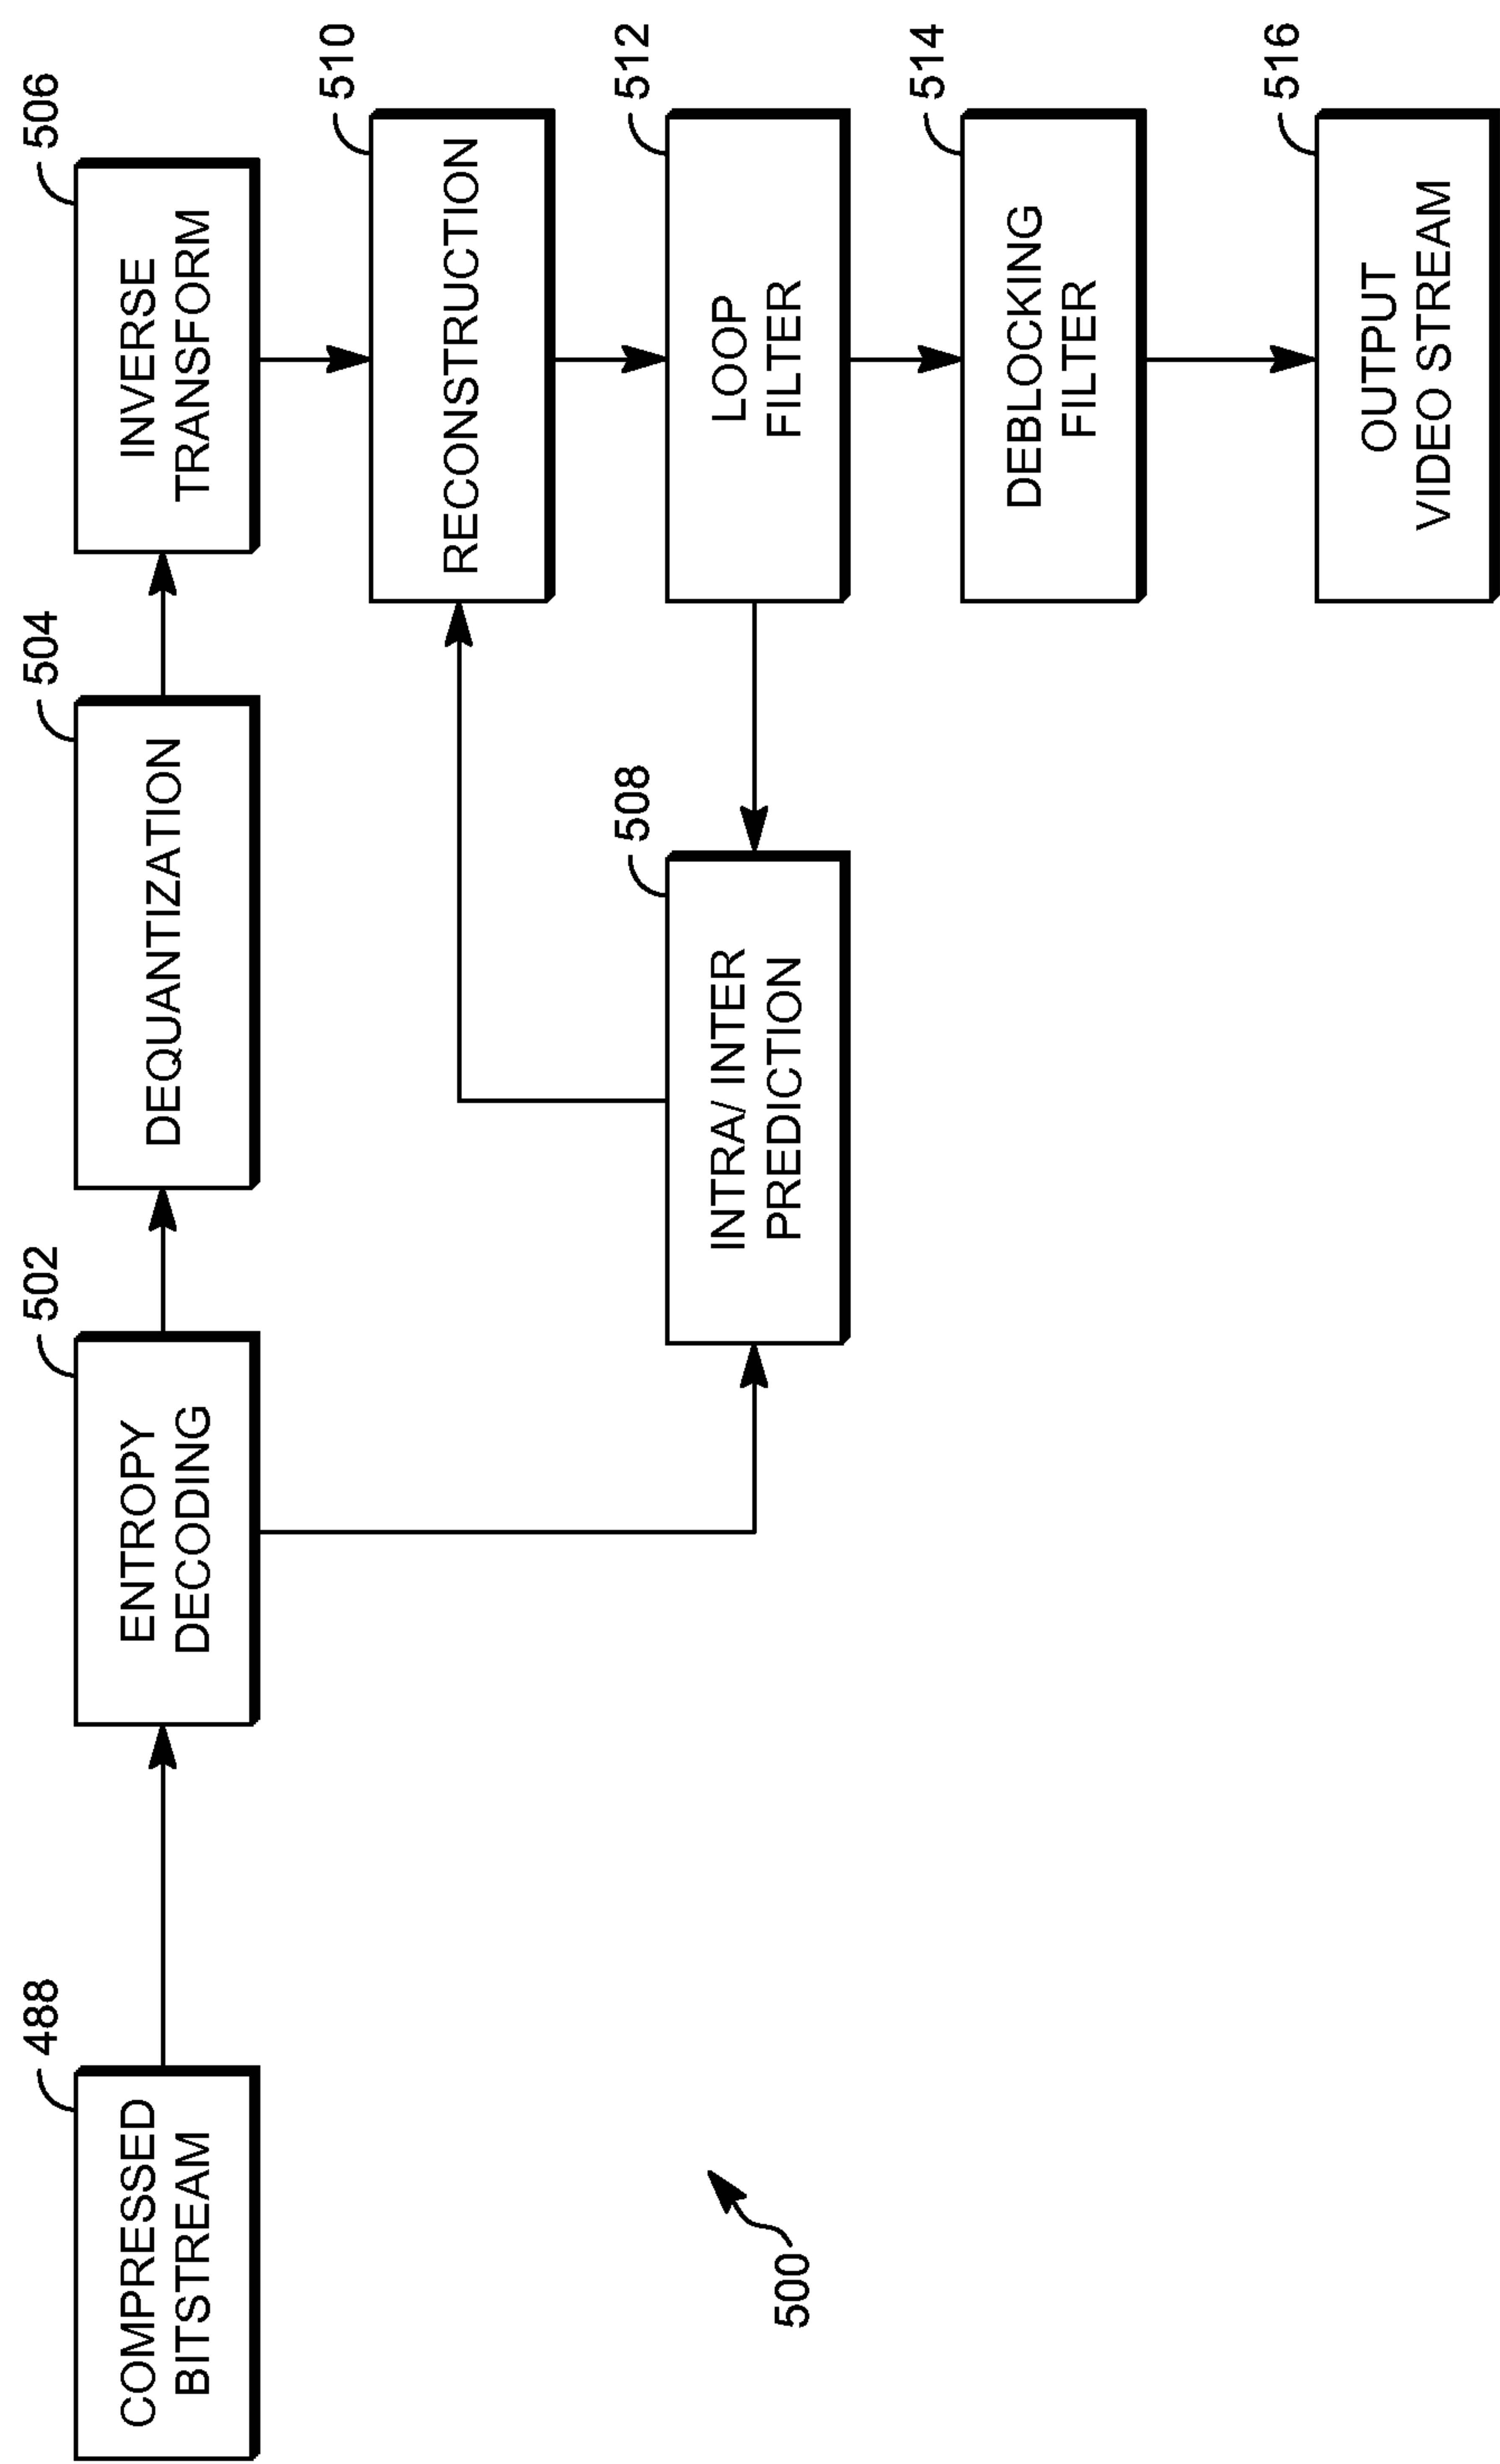 488
COMPRESSED
BITSTREAM
502
ENTROPY
DECODING
504
DEQUANTIZATION
506
INVERSE
TRANSFORM
510
RECONSTRUCTION
508
INTRA/ INTER
PREDICTION
512
LOOP
FILTER
514
DEBLOCKING
FILTER
516
OUTPUT
VIDEO STREAM
500